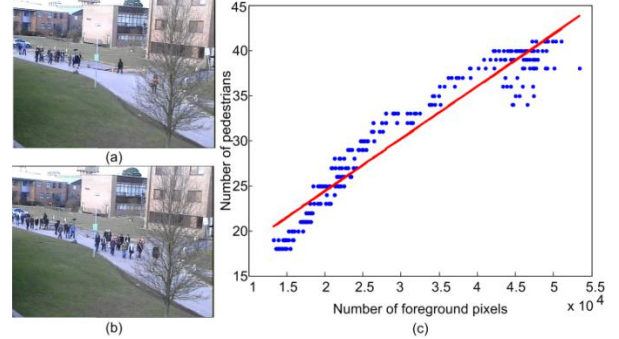 (a)
(b)
Number of pedestrians
45
40
35
30
25
20
15
1 1.5 2 2.5 3 3.5 4 4.5 5 5.5
Number of foreground pixels
x 10^4
(c)